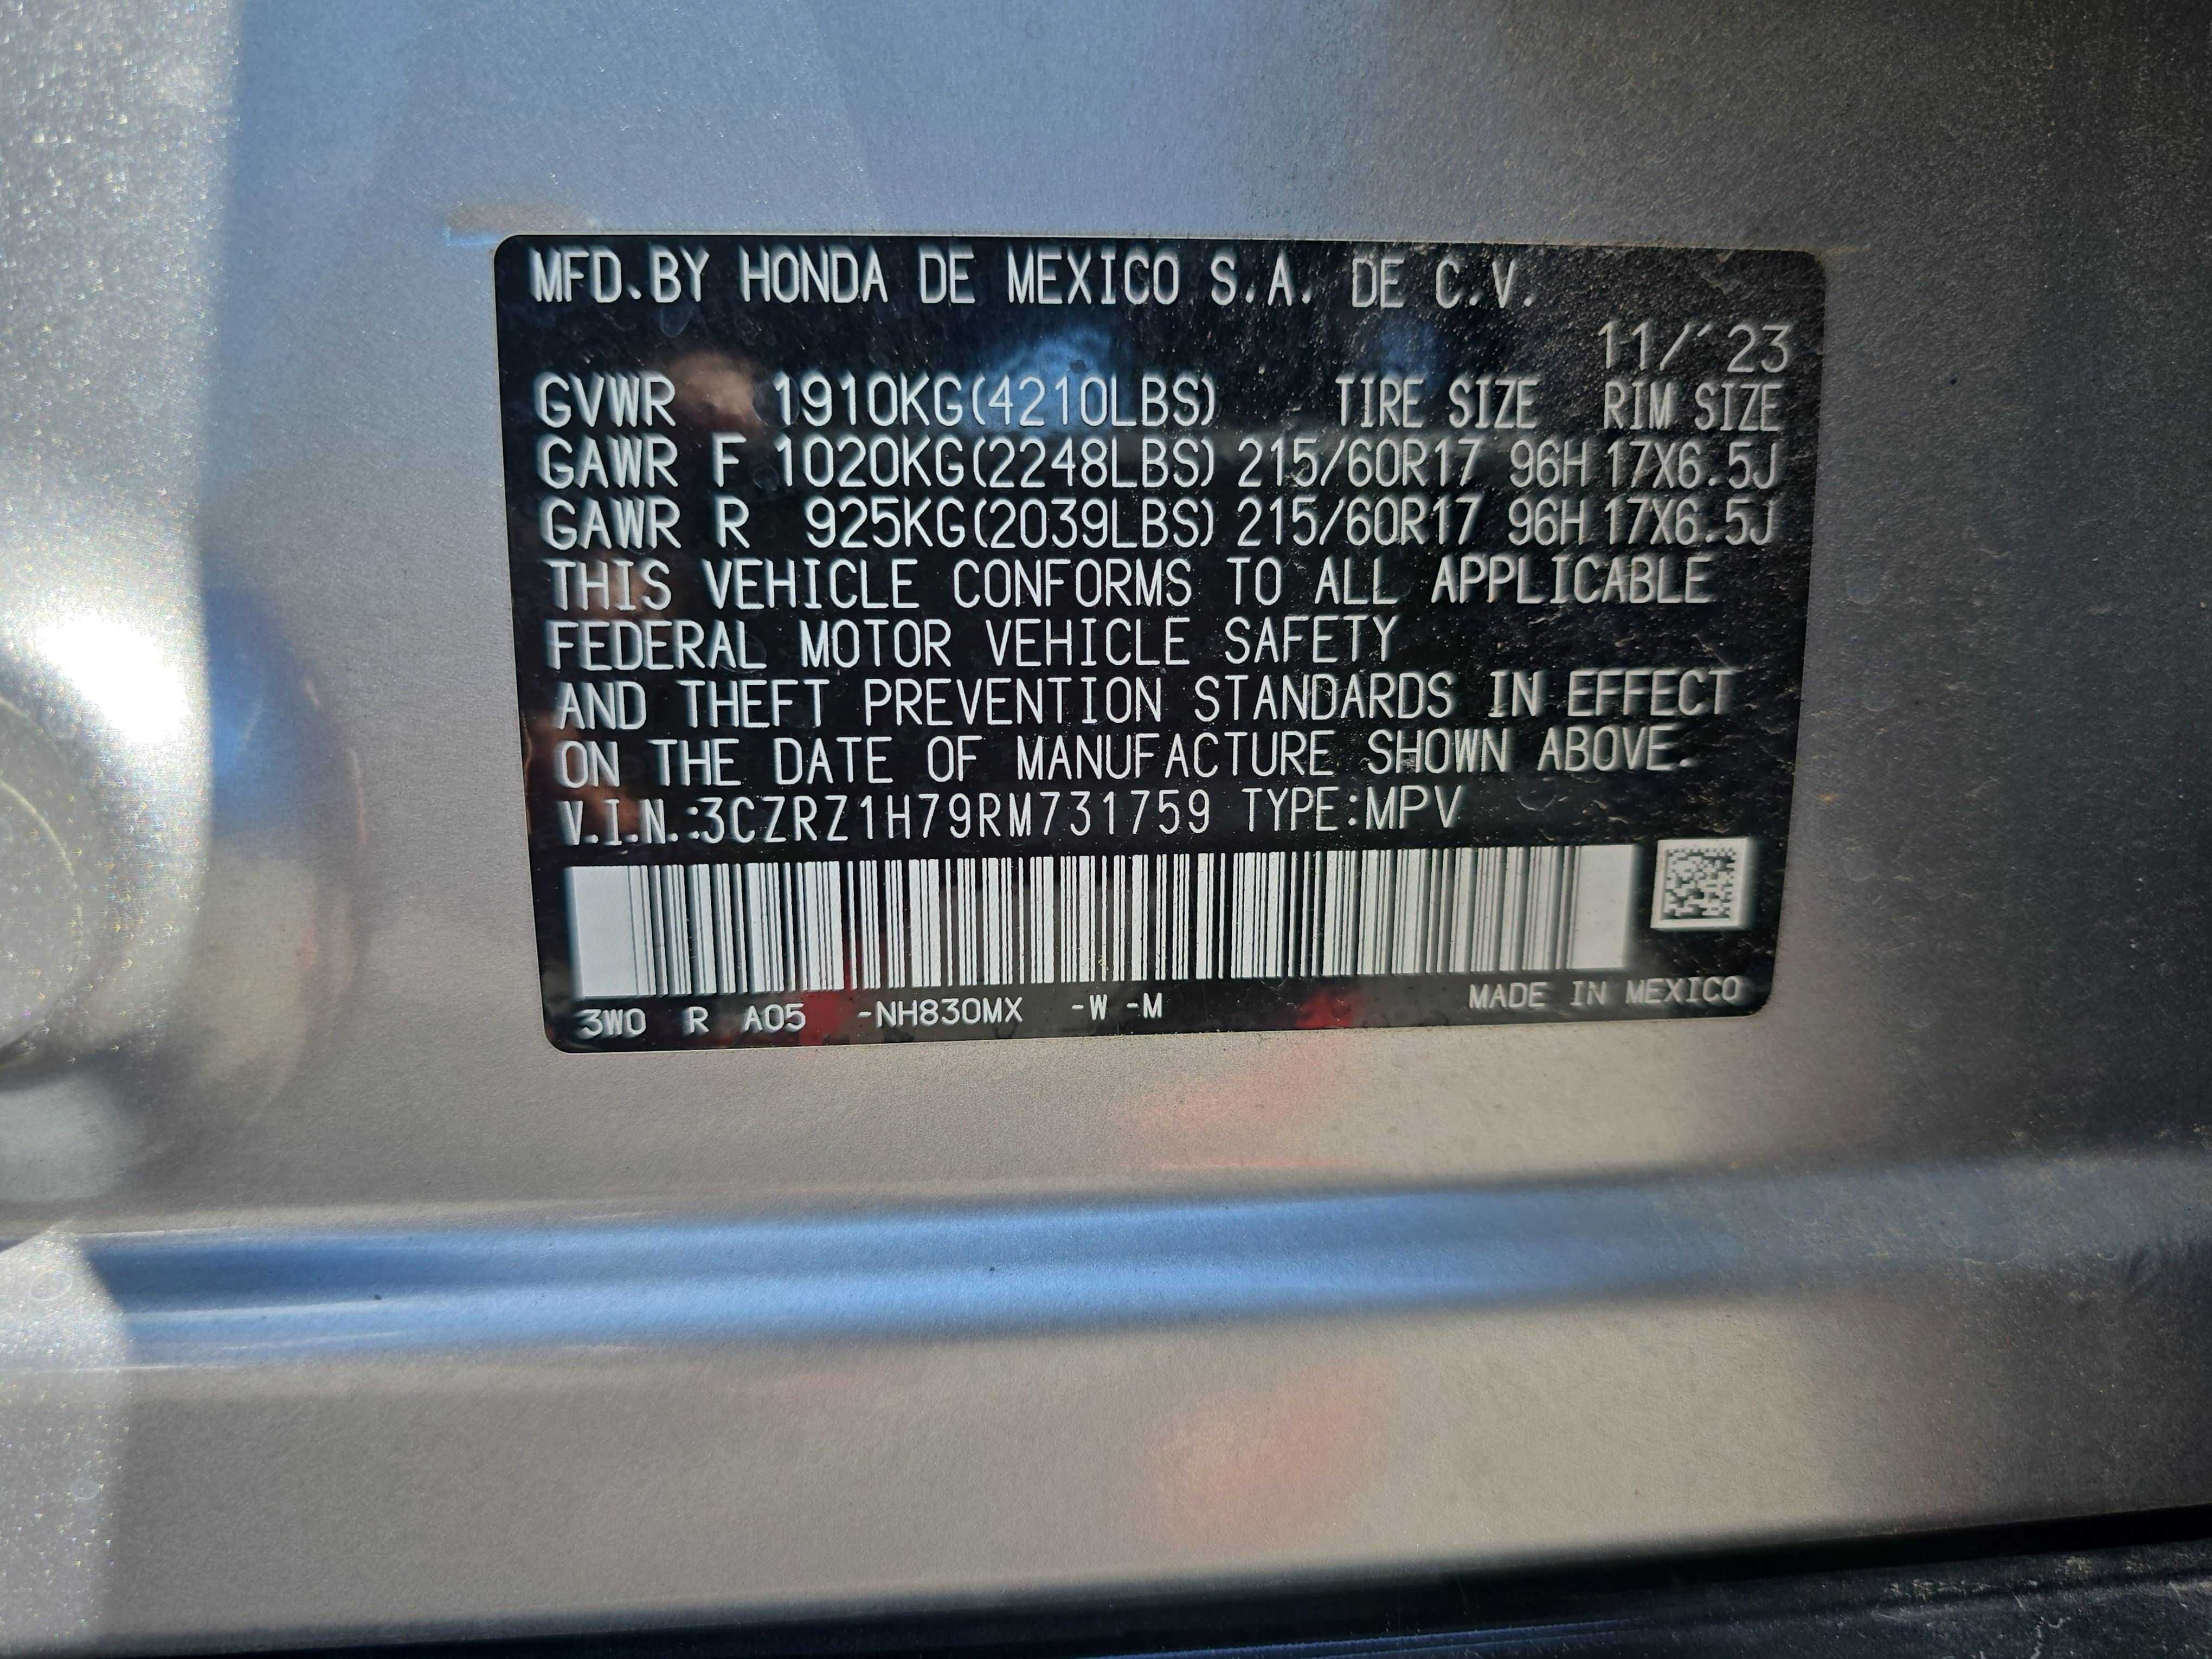 MFD.BY HONDA DE MEXICO S.A. DE C.V.
11/´23
GVWR 1910KG(4210LBS) TIRE SIZE RIM SIZE
GAWR F 1020KG(2248LBS) 215/60R17 96H 17X6.5J
GAWR R 925KG(2039LBS) 215/60R17 96H 17X6.5J
THIS VEHICLE CONFORMS TO ALL APPLICABLE
FEDERAL MOTOR VEHICLE SAFETY
AND THEFT PREVENTION STANDARDS IN EFFECT
ON THE DATE OF MANUFACTURE SHOWN ABOVE.
V.I.N.:3CZRZ1H79RM731759 TYPE:MPV
3W0 R A05 -NH830MX -W -M MADE IN MEXICO